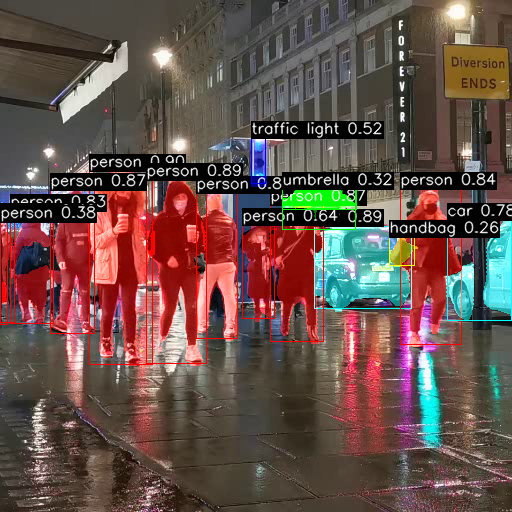 FOREVER 21
Diversion
ENDS
traffic light 0.52
person 0.90
person 0.89
person 0.87
person 0.8
umbrella 0.32
person 0.84
person 0.83
0.87
person 0.38
person 0.64
0.89
car 0.78
handbag 0.26